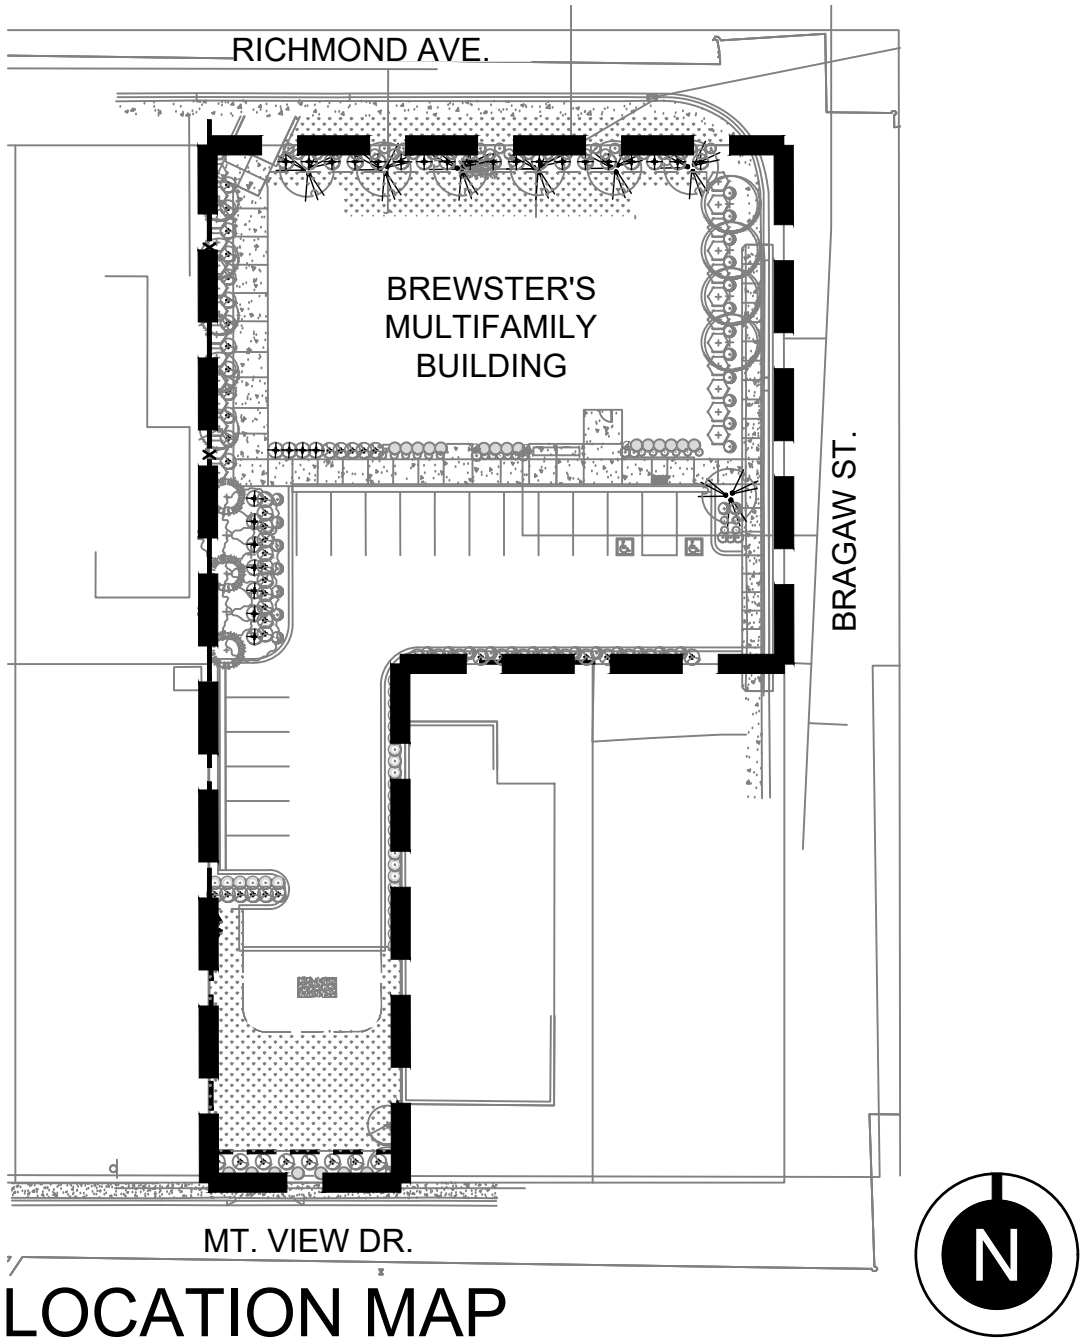 RICHMOND AVE.
BREWSTER'S
MULTIFAMILY
BUILDING
BRAGAW ST.
MT. VIEW DR.
LOCATION MAP
N